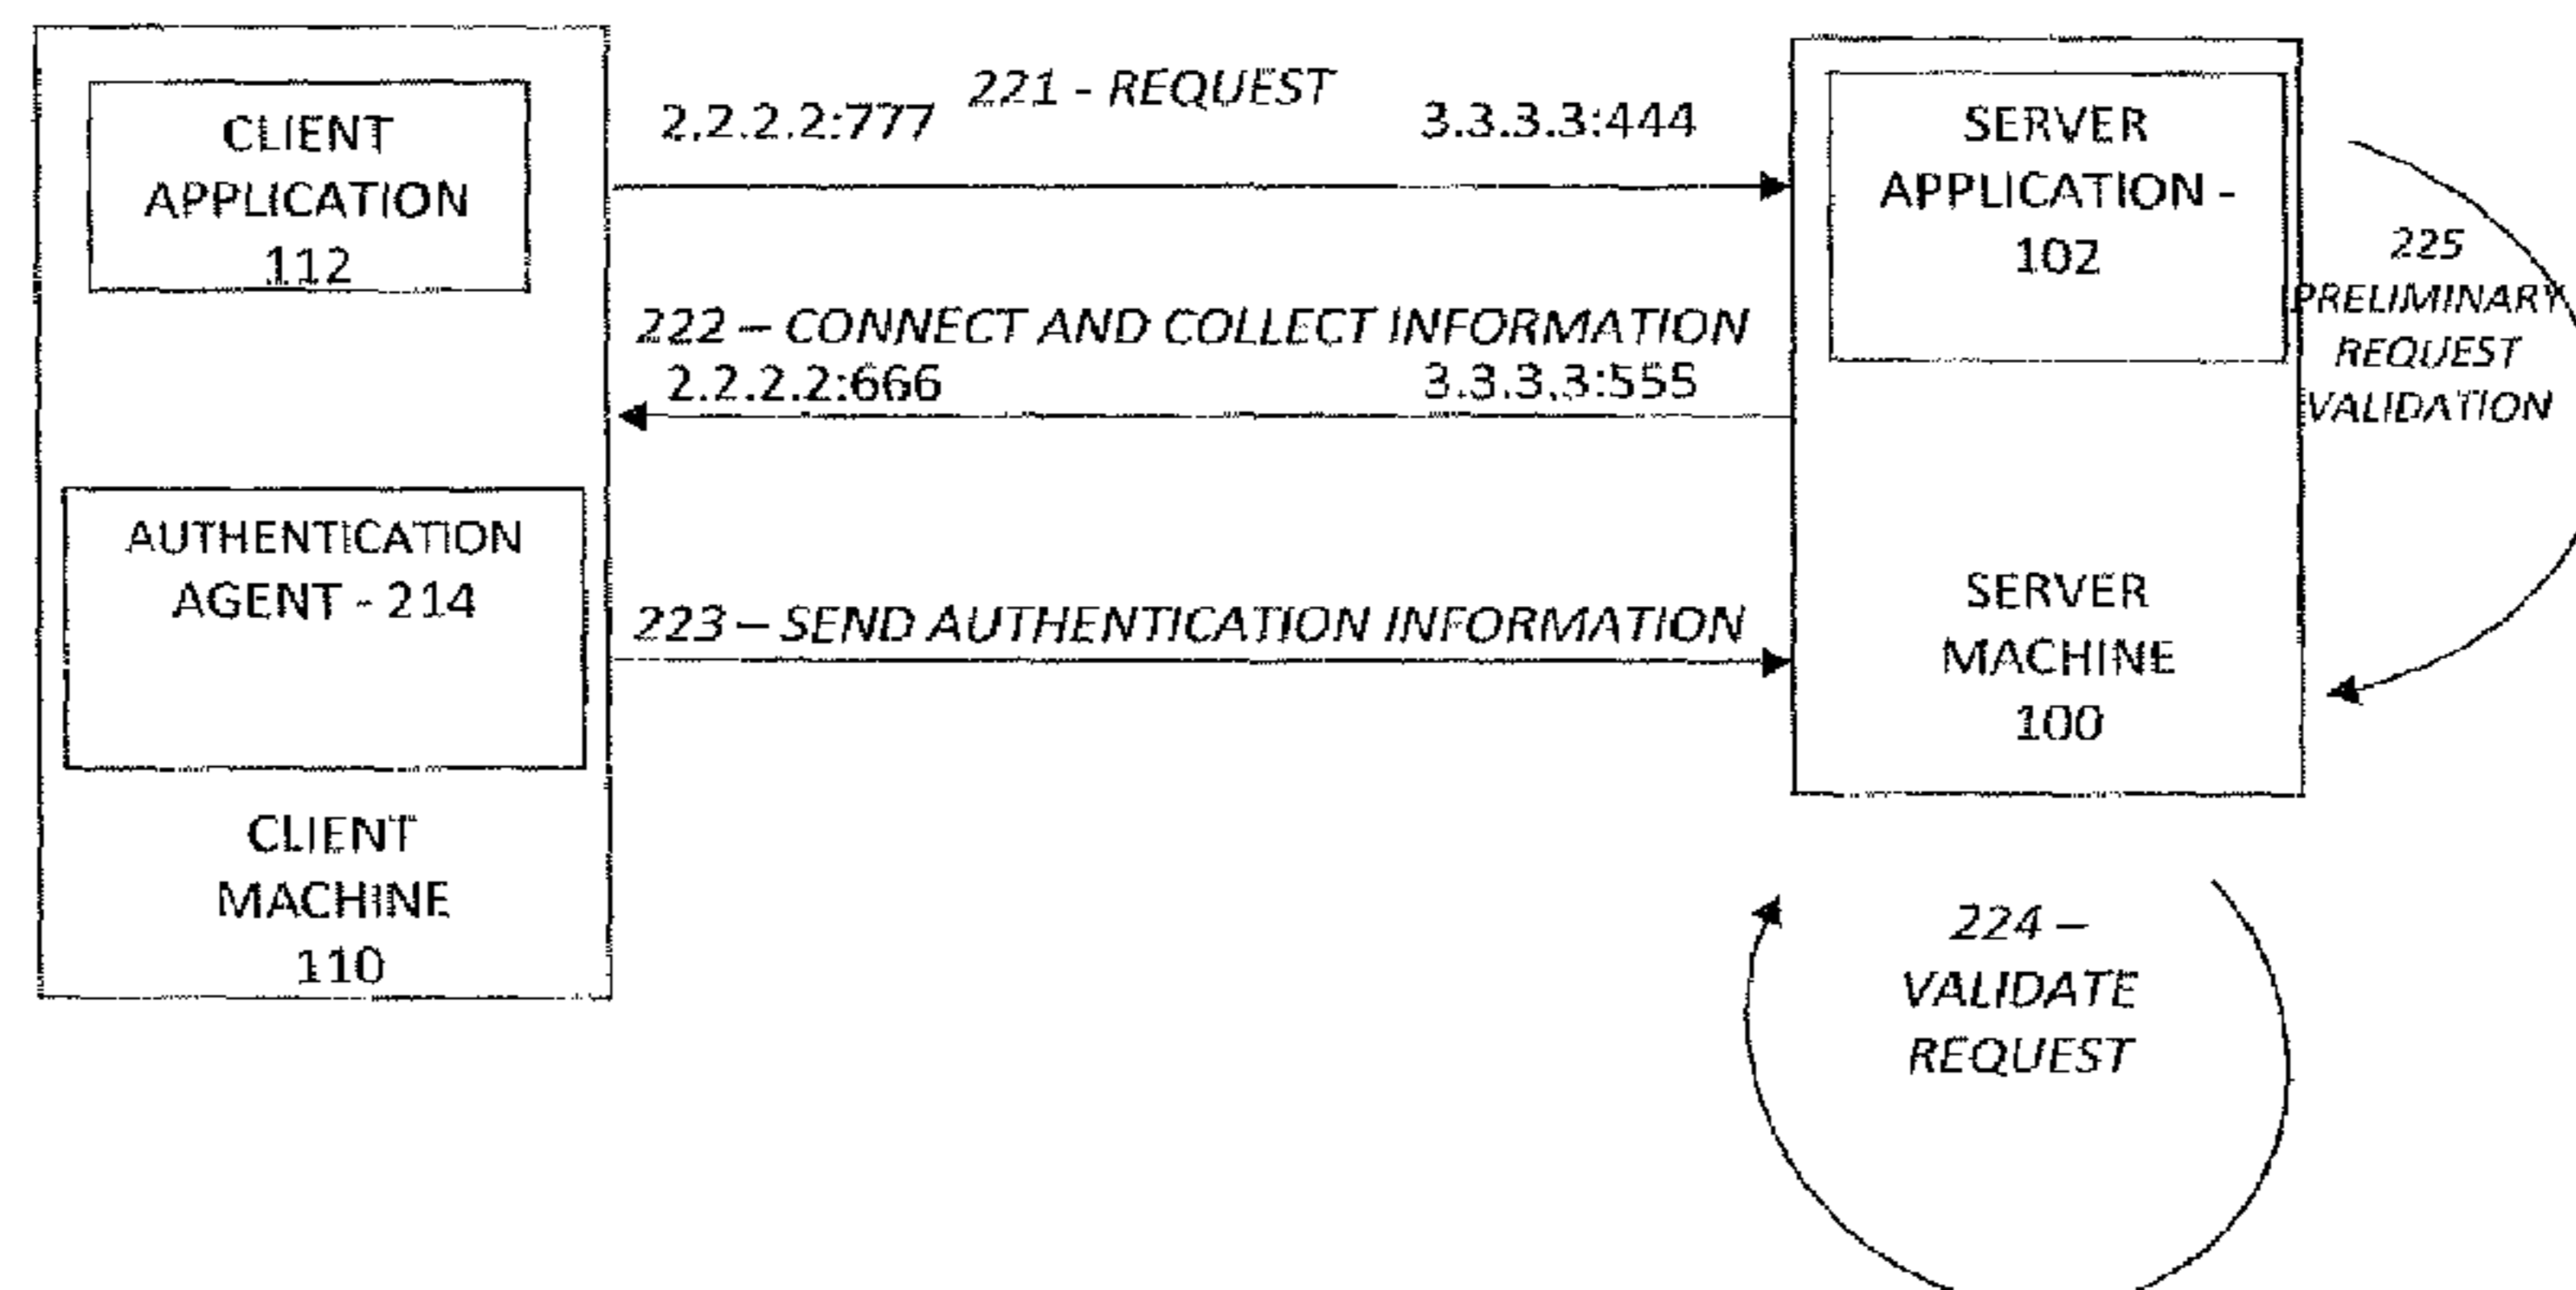 CLIENT
APPLICATION
112
AUTHENTICATION
AGENT - 214
CLIENT
MACHINE
110
221 - REQUEST
2.2.2.2:777 3.3.3.3:444
222 – CONNECT AND COLLECT INFORMATION
2.2.2.2:666 3.3.3.3:555
223 – SEND AUTHENTICATION INFORMATION
SERVER
APPLICATION -
102
SERVER
MACHINE
100
225
PRELIMINARY
REQUEST
VALIDATION
224 –
VALIDATE
REQUEST